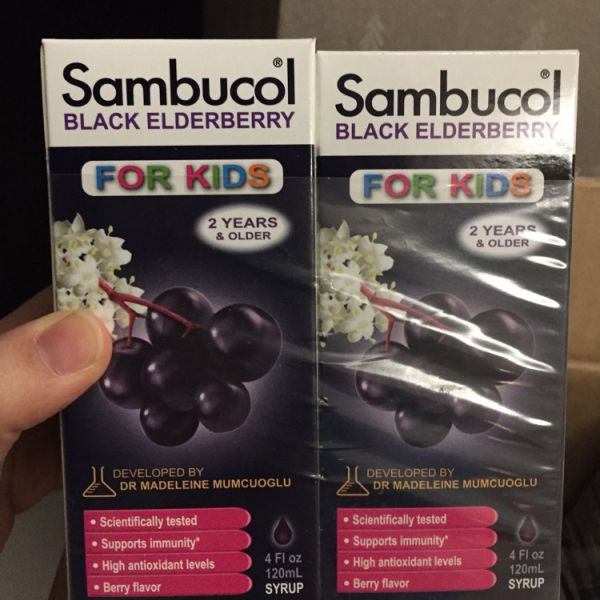 Sambucol®
BLACK ELDERBERRY
FOR KIDS
2 YEARS
& OLDER
DEVELOPED BY
DR MADELEINE MUMCUOGLU
• Scientifically tested
• Supports immunity*
• High antioxidant levels
• Berry flavor
4 Fl oz
120mL
SYRUP
Sambucol®
BLACK ELDERBERRY
FOR KIDS
2 YEARS
& OLDER
DEVELOPED BY
DR MADELEINE MUMCUOGLU
• Scientifically tested
• Supports immunity*
• High antioxidant levels
• Berry flavor
4 Fl oz
120mL
SYRUP